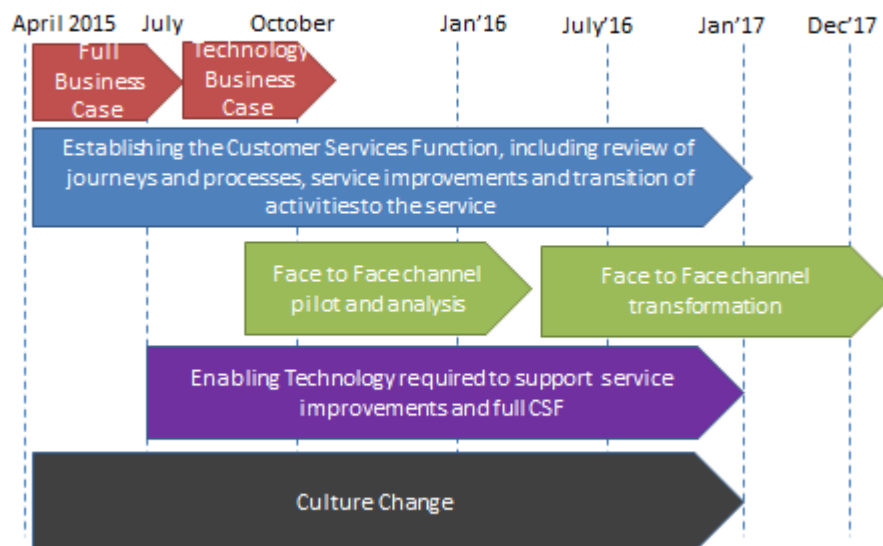 April 2015 July October Jan'16 July'16 Jan'17 Dec'17
Full
Business
Case
Technology
Business
Case
Establishing the Customer Services Function, including review of
journeys and processes, service improvements and transition of
activitiesto the service
Face to Face channel
pilot and analysis
Face to Face channel
transformation
Enabling Technology required to support service
improvements and full CSF
Culture Change